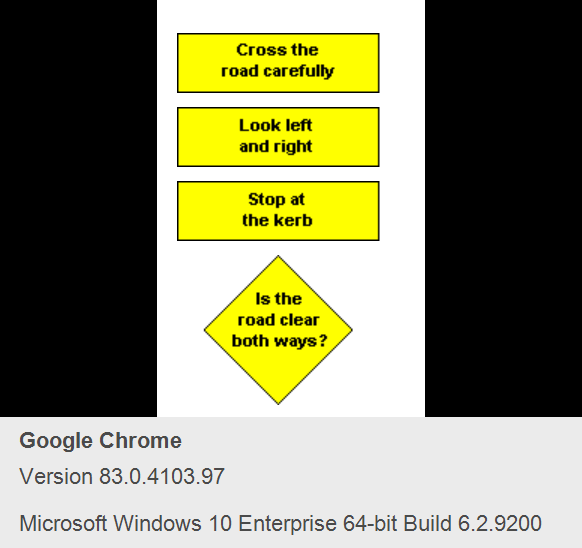 Cross the
road carefully
Look left
and right
Stop at
the kerb
Is the
road clear
both ways?
Google Chrome
Version 83.0.4103.97
Microsoft Windows 10 Enterprise 64-bit Build 6.2.9200